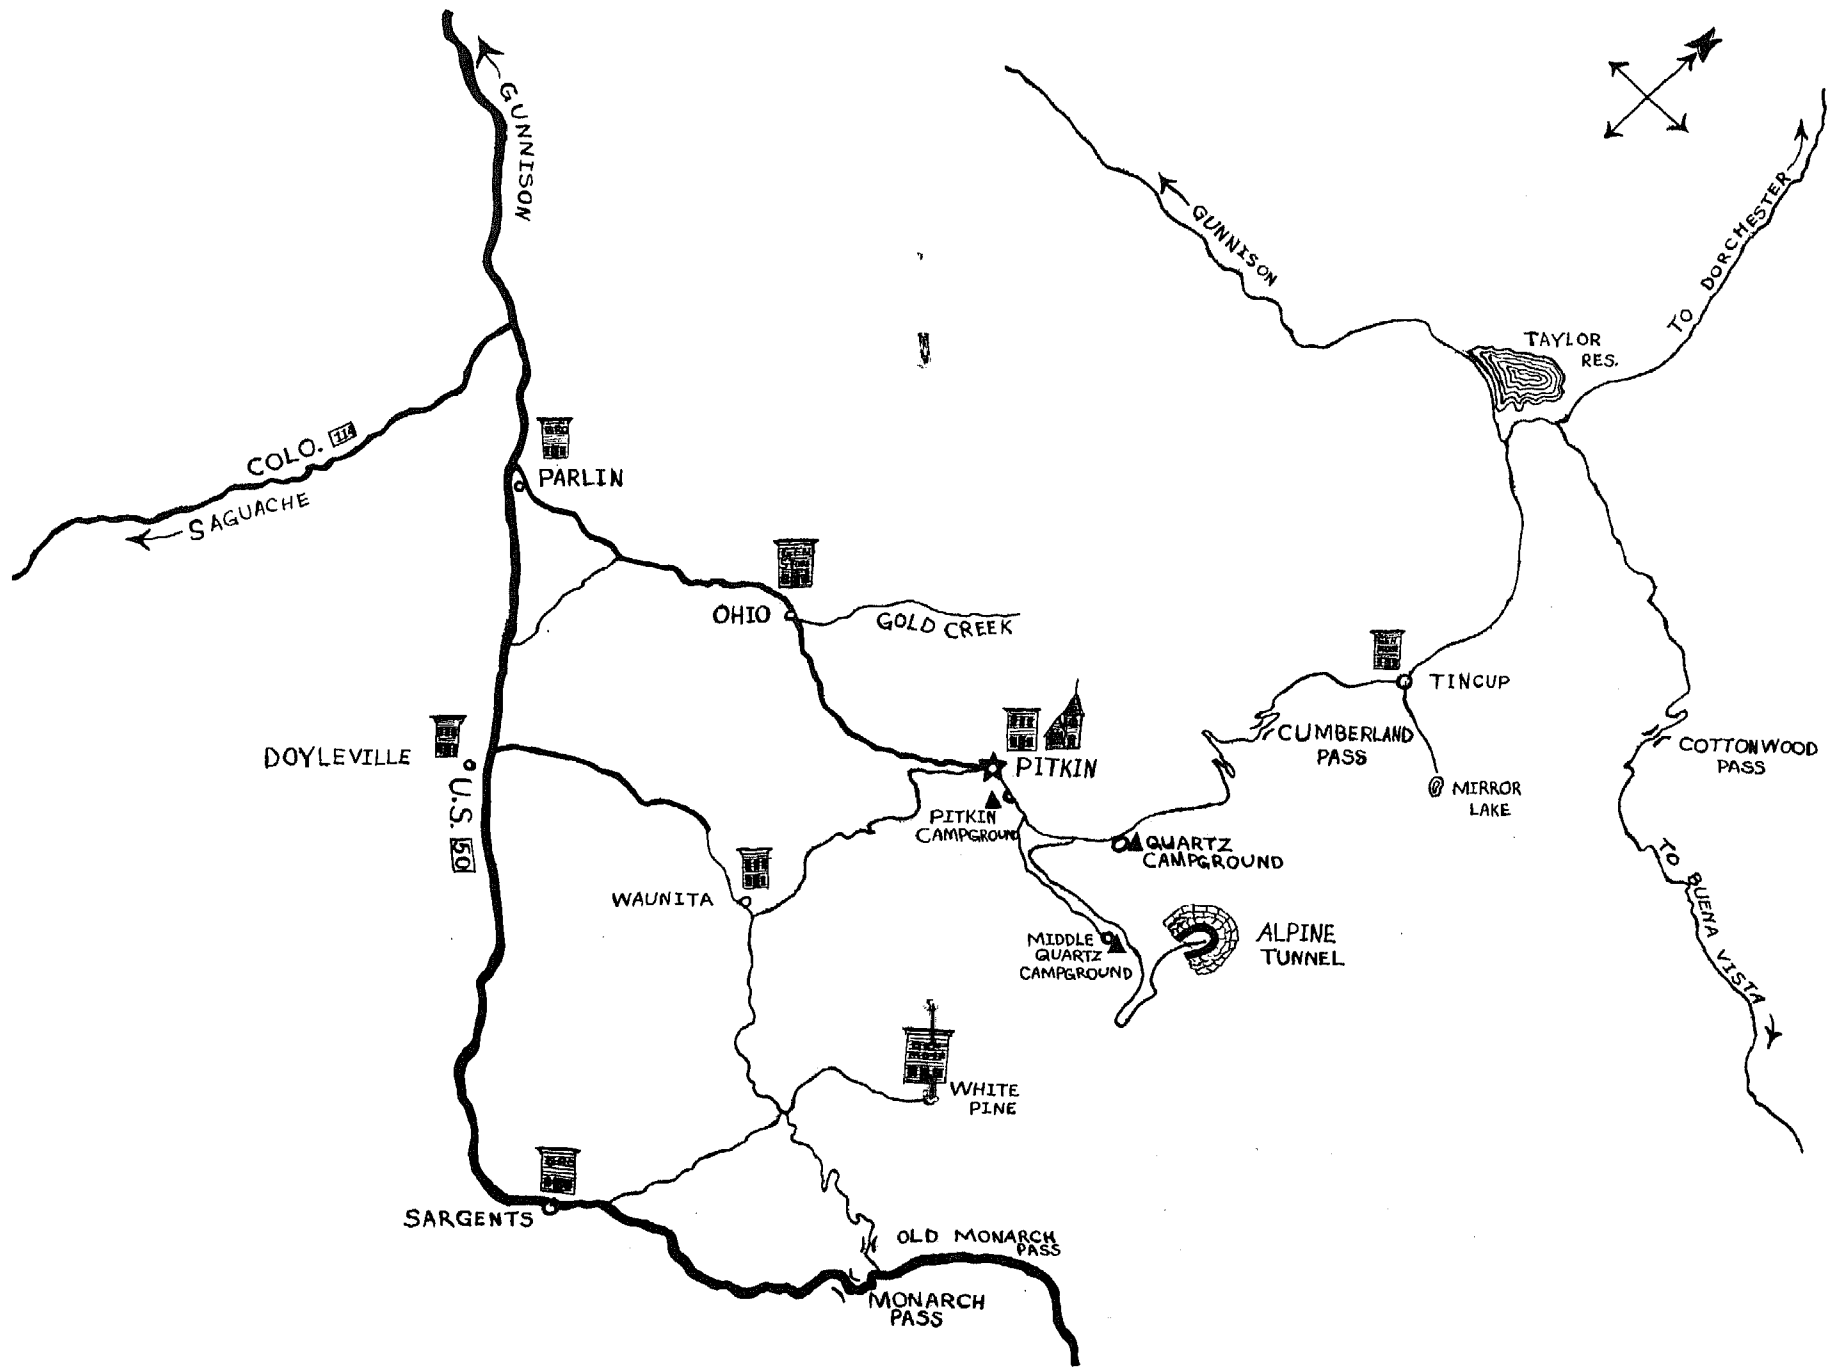 GUNNISON
GUNNISON
TO DORCHESTER
TAYLOR
RES.
COLO. 114
SAGUACHE
PARLIN
OHIO
GOLD CREEK
TINCUP
CUMBERLAND
PASS
COTTONWOOD
PASS
MIRROR
LAKE
DOYLEVILLE
U.S. 50
PITKIN
PITKIN
CAMPGROUND
QUARTZ
CAMPGROUND
TO BUENA VISTA
WAUNITA
MIDDLE
QUARTZ
CAMPGROUND
ALPINE
TUNNEL
WHITE
PINE
SARGENTS
OLD MONARCH
PASS
MONARCH
PASS